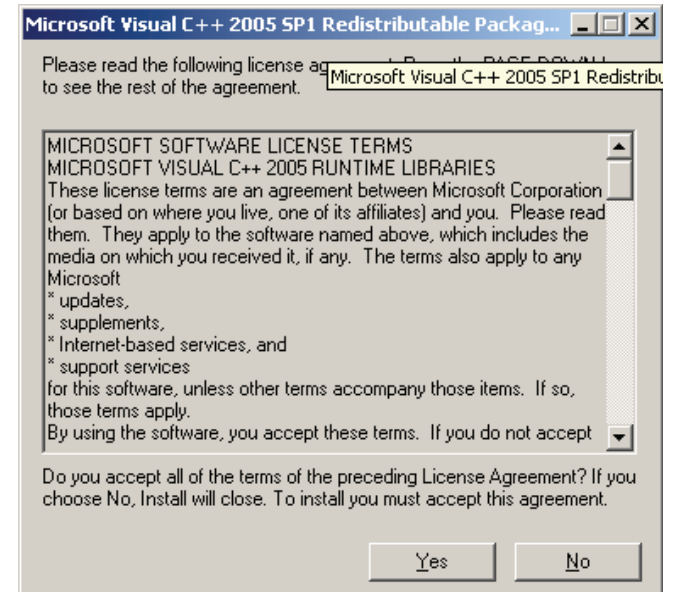 Microsoft Visual C++ 2005 SP1 Redistributable Packag...
Please read the following license ag
Microsoft Visual C++ 2005 SP1 Redistribu
to see the rest of the agreement.
MICROSOFT SOFTWARE LICENSE TERMS
MICROSOFT VISUAL C++ 2005 RUNTIME LIBRARIES
These license terms are an agreement between Microsoft Corporation
(or based on where you live, one of its affiliates) and you.  Please read
them.  They apply to the software named above, which includes the
media on which you received it, if any.  The terms also apply to any
Microsoft
* updates,
* supplements,
* Internet-based services, and
* support services
for this software, unless other terms accompany those items.  If so,
those terms apply.
By using the software, you accept these terms.  If you do not accept
Do you accept all of the terms of the preceding License Agreement? If you
choose No, Install will close. To install you must accept this agreement.
Yes
No